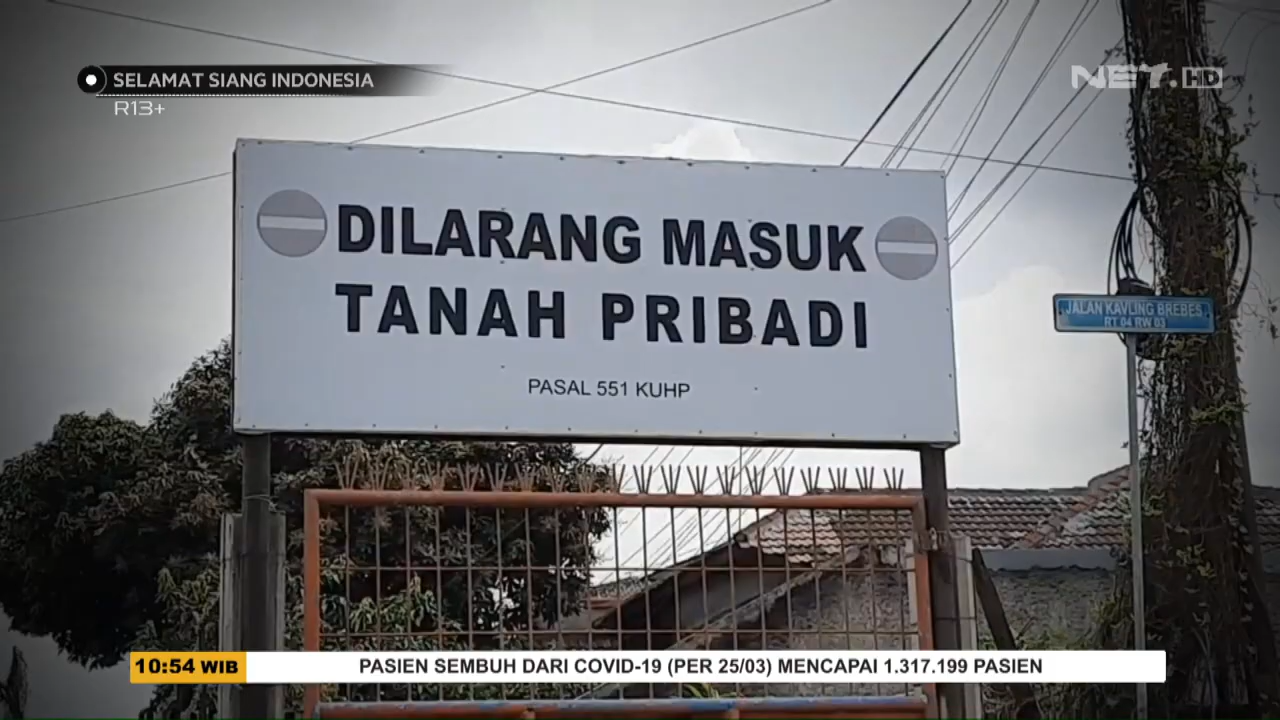 SELAMAT SIANG INDONESIA
R13+
NET.HD
DILARANG MASUK
TANAH PRIBADI
PASAL 551 KUHP
JALAN KAVLING BREBES
RT 04 RW 03
10:54 WIB
PASIEN SEMBUH DARI COVID-19 (PER 25/03) MENCAPAI 1.317.199 PASIEN